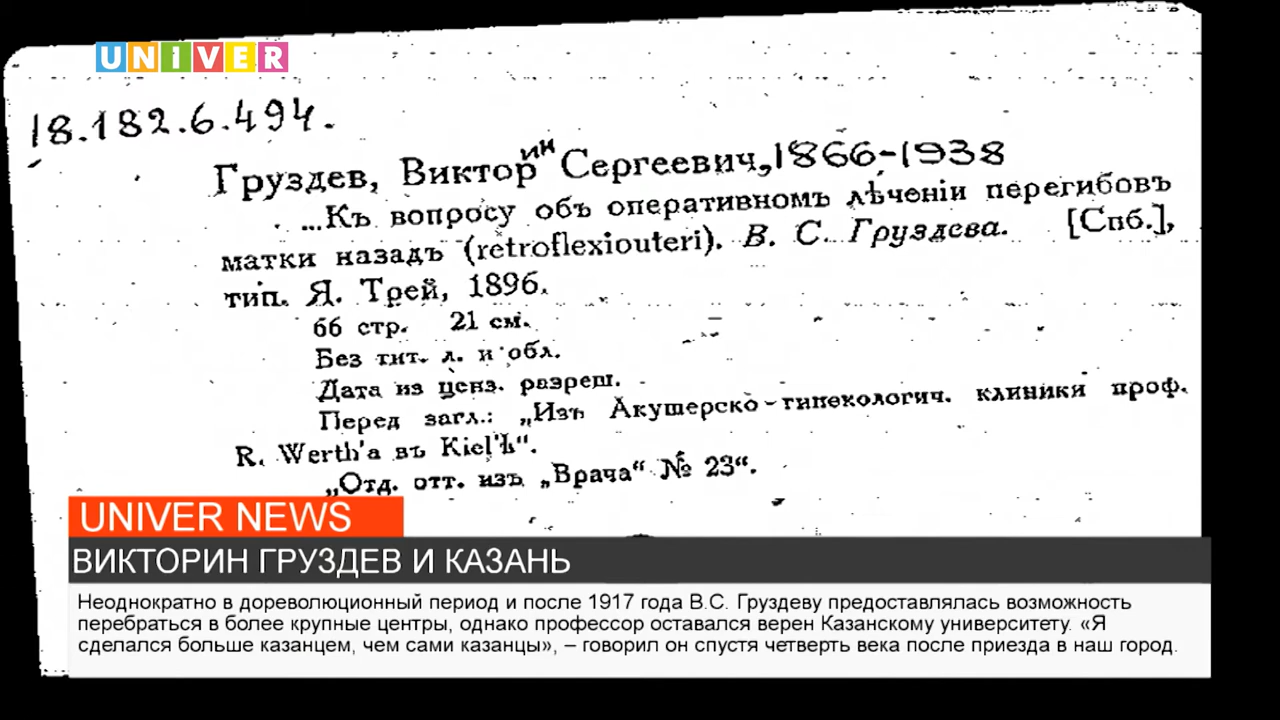 UNIVER
18.182.6.494.
Груздев, Викторин Сергеевич, 1866-1938
...Къ вопросу объ оперативномъ лѣченіи перегибовъ
матки назадъ (retroflexiouteri). В. С. Груздева. [Спб.],
тип. Я. Трей, 1896.
66 стр. 21 см.
Без тит. л. и обл.
Дата из ценз. разреш.
Перед загл.: „Изъ Акушерско-гинекологич. клиники проф.
R. Werth'a въ Kiel'ѣ“.
„Отд. отт. изъ „Врача“ № 23“.
UNIVER NEWS
ВИКТОРИН ГРУЗДЕВ И КАЗАНЬ
Неоднократно в дореволюционный период и после 1917 года В.С. Груздеву предоставлялась возможность
перебраться в более крупные центры, однако профессор оставался верен Казанскому университету. «Я
сделался больше казанцем, чем сами казанцы», – говорил он спустя четверть века после приезда в наш город.